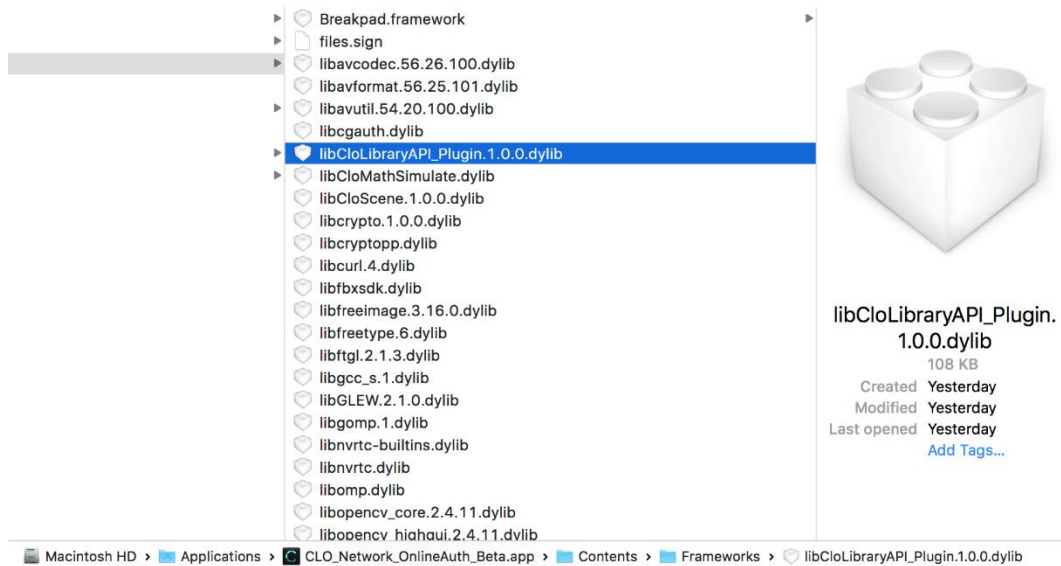 Breakpad.framework
files.sign
libavcodec.56.26.100.dylib
libavformat.56.25.101.dylib
libavutil.54.20.100.dylib
libcgauth.dylib
libCloLibraryAPI_Plugin.1.0.0.dylib
libCloMathSimulate.dylib
libCloScene.1.0.0.dylib
libcrypto.1.0.0.dylib
libcryptopp.dylib
libcurl.4.dylib
libfbxsdk.dylib
libfreeimage.3.16.0.dylib
libfreetype.6.dylib
libftgl.2.1.3.dylib
libgcc_s.1.dylib
libGLEW.2.1.0.dylib
libgomp.1.dylib
libnvrtc-builtins.dylib
libnvrtc.dylib
libomp.dylib
libopencv_core.2.4.11.dylib
libopencv_highgui.2.4.11.dylib
libCloLibraryAPI_Plugin.
1.0.0.dylib
108 KB
Created Yesterday
Modified Yesterday
Last opened Yesterday
Add Tags...
Macintosh HD > Applications > CLO_Network_OnlineAuth_Beta.app > Contents > Frameworks > libCloLibraryAPI_Plugin.1.0.0.dylib